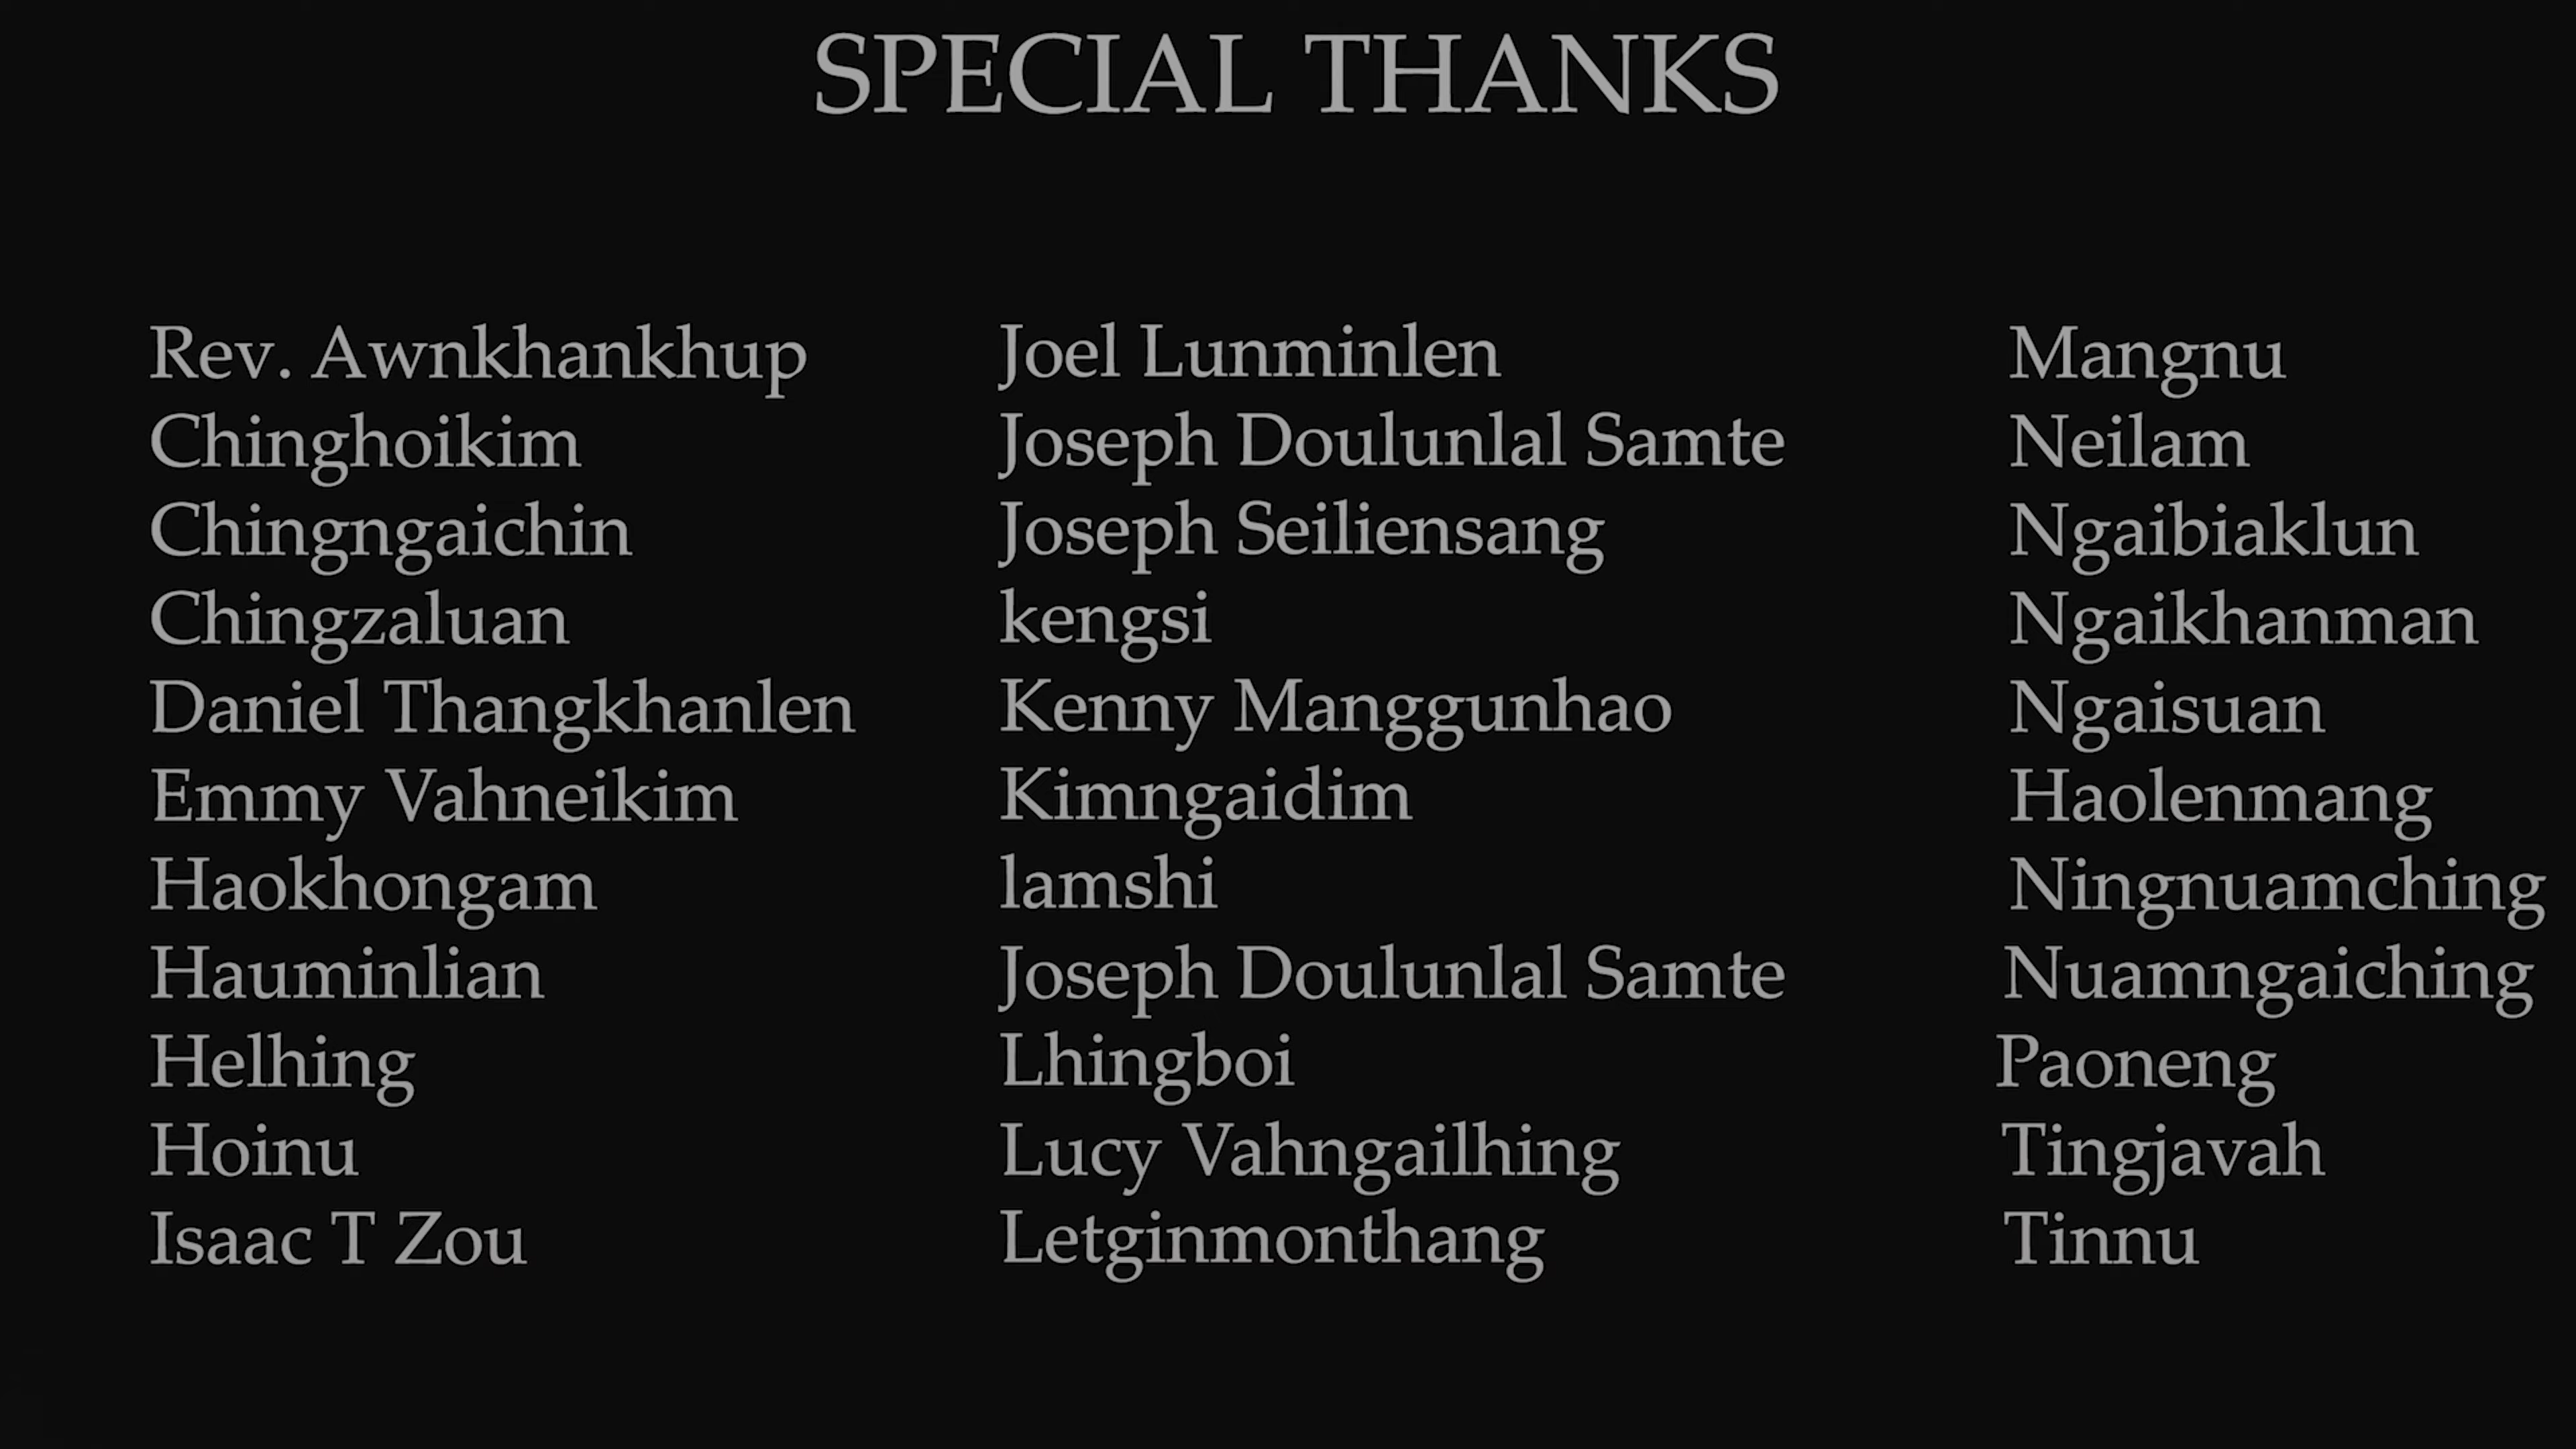 SPECIAL THANKS
Rev. Awnkhankhup
Chinghoikim
Chingngaichin
Chingzaluan
Daniel Thangkhanlen
Emmy Vahneikim
Haokhongam
Hauminlian
Helhing
Hoinu
Isaac T Zou
Joel Lunminlen
Joseph Doulunlal Samte
Joseph Seiliensang
kengsi
Kenny Manggunhao
Kimngaidim
lamshi
Joseph Doulunlal Samte
Lhingboi
Lucy Vahngailhing
Letginmonthang
Mangnu
Neilam
Ngaibiaklun
Ngaikhanman
Ngaisuan
Haolenmang
Ningnuamching
Nuamngaiching
Paoneng
Tingjavah
Tinnu